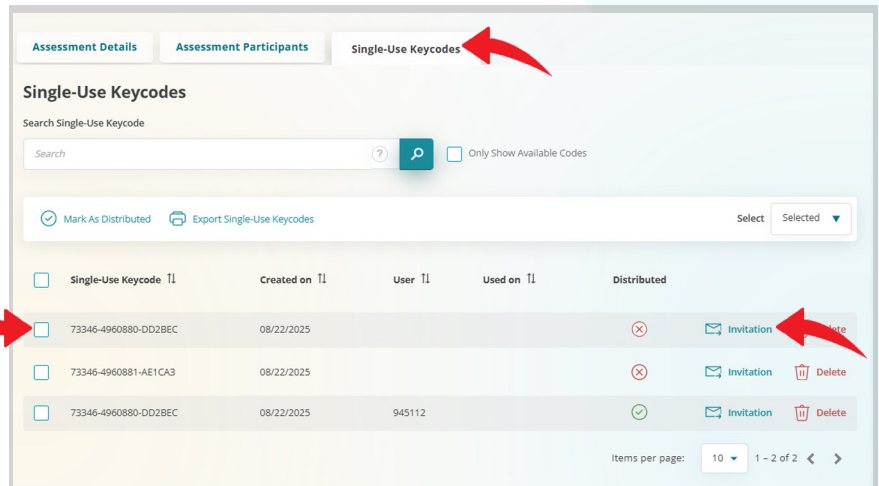 Assessment Details Assessment Participants Single-Use Keycodes
Single-Use Keycodes
Search Single-Use Keycode
Search ? Only Show Available Codes
Mark As Distributed Export Single-Use Keycodes Select Selected
Single-Use Keycode Created on User Used on Distributed
73346-4960880-DD2BEC 08/22/2025 Invitation
73346-4960881-AE1CA3 08/22/2025 Invitation Delete
73346-4960880-DD2BEC 08/22/2025 945112 Invitation Delete
Items per page: 10 1 – 2 of 2